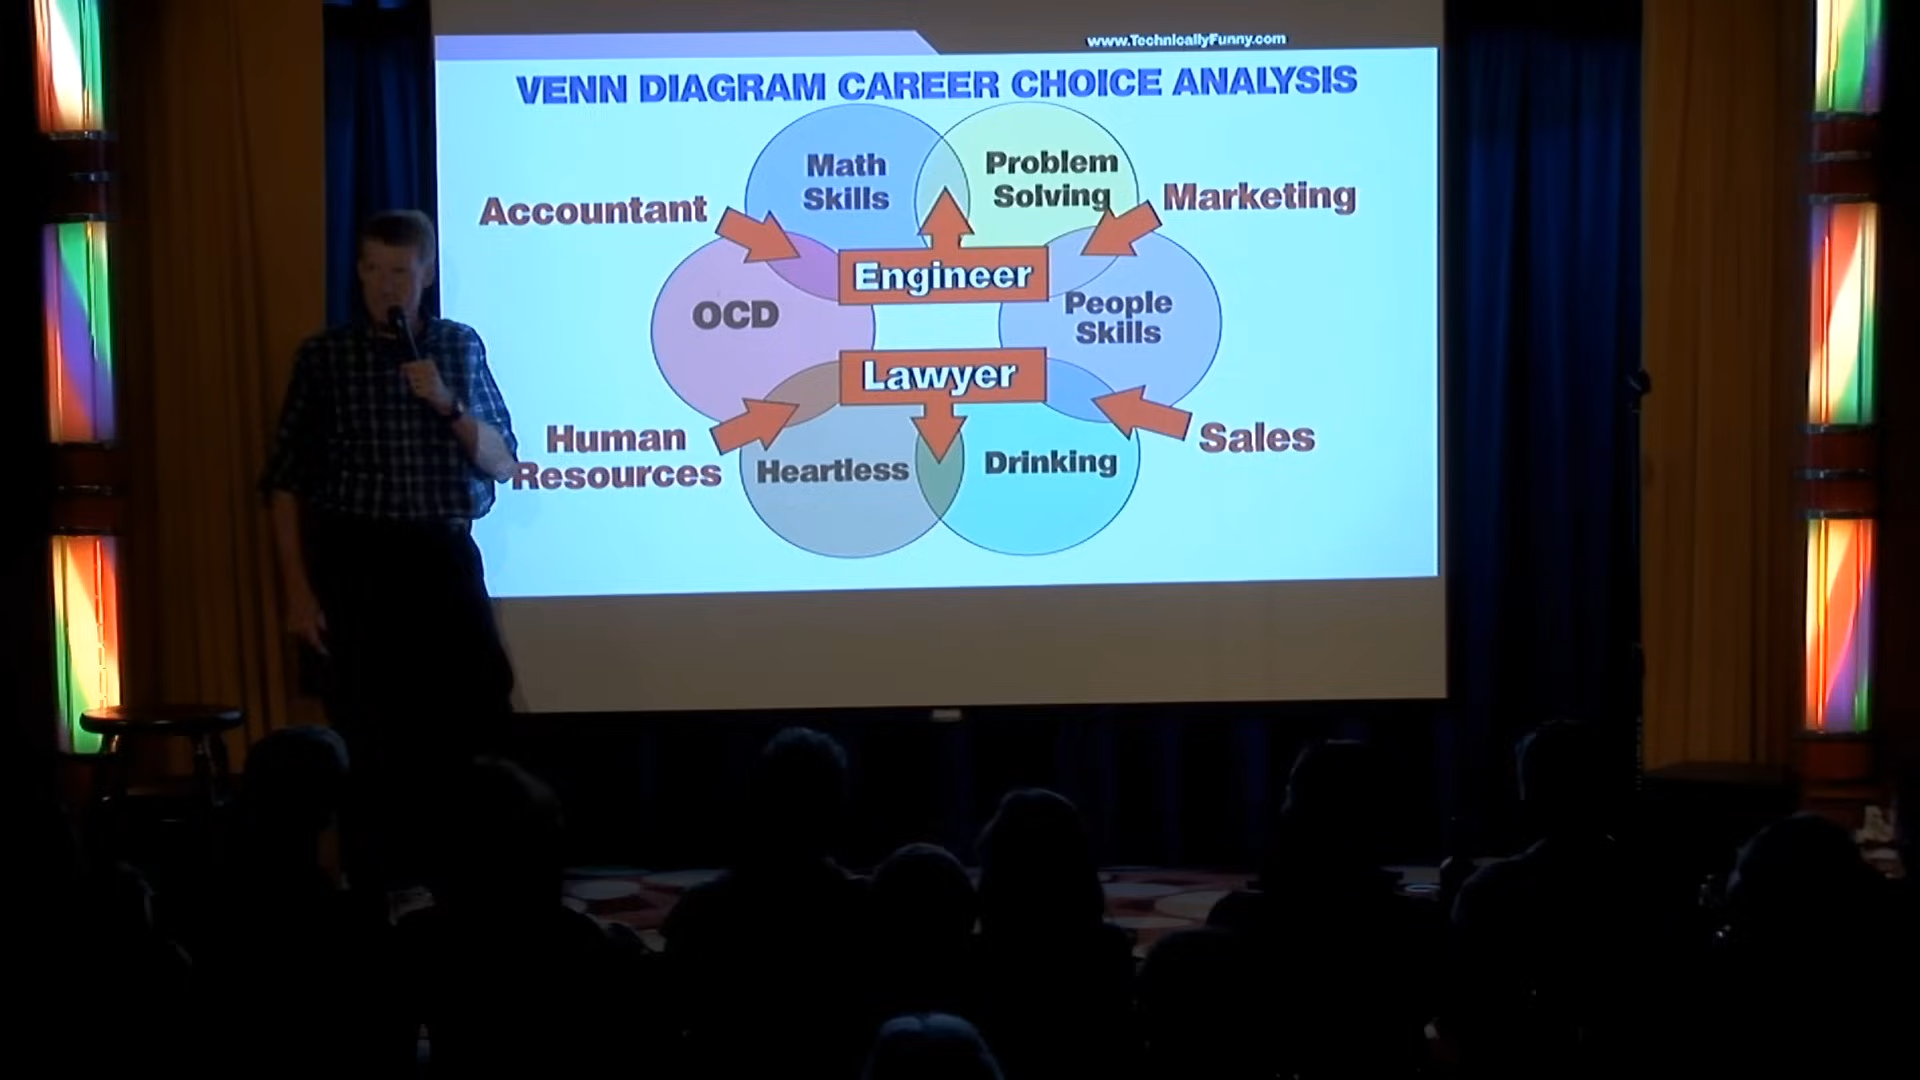 www.TechnicallyFunny.com
VENN DIAGRAM CAREER CHOICE ANALYSIS
Math
Skills
Problem
Solving
Accountant
Marketing
Engineer
OCD
People
Skills
Lawyer
Human
Resources
Heartless
Drinking
Sales